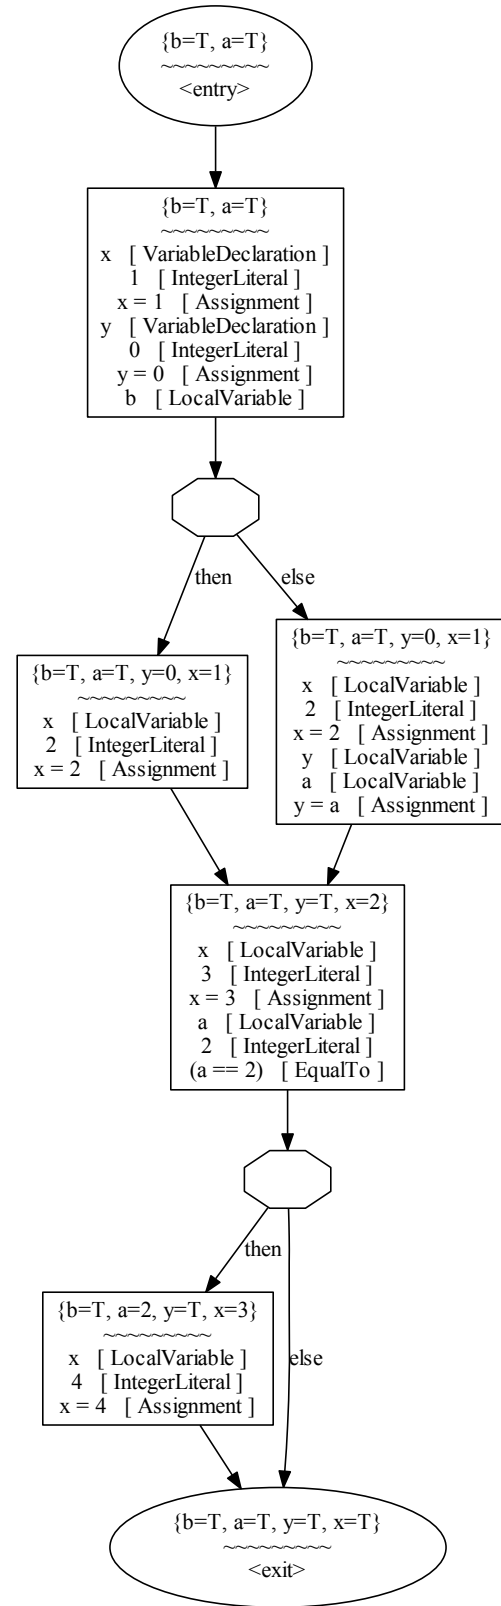 {b=T, a=T}
~~~~~~~~~
<entry>
{b=T, a=T}
~~~~~~~~~
x [ VariableDeclaration ]
1 [ IntegerLiteral ]
x = 1 [ Assignment ]
y [ VariableDeclaration ]
0 [ IntegerLiteral ]
y = 0 [ Assignment ]
b [ LocalVariable ]
then
else
{b=T, a=T, y=0, x=1}
~~~~~~~~~
x [ LocalVariable ]
2 [ IntegerLiteral ]
x = 2 [ Assignment ]
{b=T, a=T, y=0, x=1}
~~~~~~~~~
x [ LocalVariable ]
2 [ IntegerLiteral ]
x = 2 [ Assignment ]
y [ LocalVariable ]
a [ LocalVariable ]
y = a [ Assignment ]
{b=T, a=T, y=T, x=2}
~~~~~~~~~
x [ LocalVariable ]
3 [ IntegerLiteral ]
x = 3 [ Assignment ]
a [ LocalVariable ]
2 [ IntegerLiteral ]
(a == 2) [ EqualTo ]
then
else
{b=T, a=2, y=T, x=3}
~~~~~~~~~
x [ LocalVariable ]
4 [ IntegerLiteral ]
x = 4 [ Assignment ]
{b=T, a=T, y=T, x=T}
~~~~~~~~~
<exit>